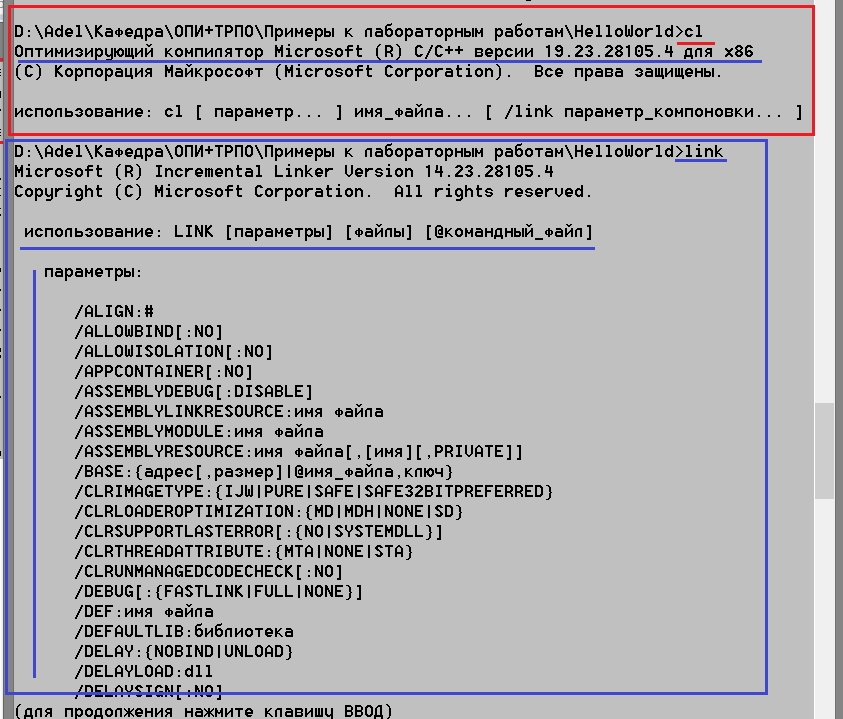 D:\Adel\Кафедра\ОПИ+ТРПО\Примеры к лабораторным работам\HelloWorld>cl
Оптимизирующий компилятор Microsoft (R) C/C++ версии 19.23.28105.4 для x86
(C) Корпорация Майкрософт (Microsoft Corporation).  Все права защищены.
использование: cl [ параметр... ] имя_файла... [ /link параметр_компоновки... ]
D:\Adel\Кафедра\ОПИ+ТРПО\Примеры к лабораторным работам\HelloWorld>link
Microsoft (R) Incremental Linker Version 14.23.28105.4
Copyright (C) Microsoft Corporation.  All rights reserved.
использование: LINK [параметры] [файлы] [@командный_файл]
параметры:
/ALIGN:#
/ALLOWBIND[:NO]
/ALLOWISOLATION[:NO]
/APPCONTAINER[:NO]
/ASSEMBLYDEBUG[:DISABLE]
/ASSEMBLYLINKRESOURCE:имя файла
/ASSEMBLYMODULE:имя файла
/ASSEMBLYRESOURCE:имя файла[,[имя][,PRIVATE]]
/BASE:{адрес[,размер]|@имя_файла,ключ}
/CLRIMAGETYPE:{IJW|PURE|SAFE|SAFE32BITPREFERRED}
/CLRLOADEROPTIMIZATION:{MD|MDH|NONE|SD}
/CLRSUPPORTLASTERROR[:{NO|SYSTEMDLL}]
/CLRTHREADATTRIBUTE:{MTA|NONE|STA}
/CLRUNMANAGEDCODECHECK[:NO]
/DEBUG[:{FASTLINK|FULL|NONE}]
/DEF:имя файла
/DEFAULTLIB:библиотека
/DELAY:{NOBIND|UNLOAD}
/DELAYLOAD:dll
/DELAYSIGN[:NO]
(для продолжения нажмите клавишу ВВОД)